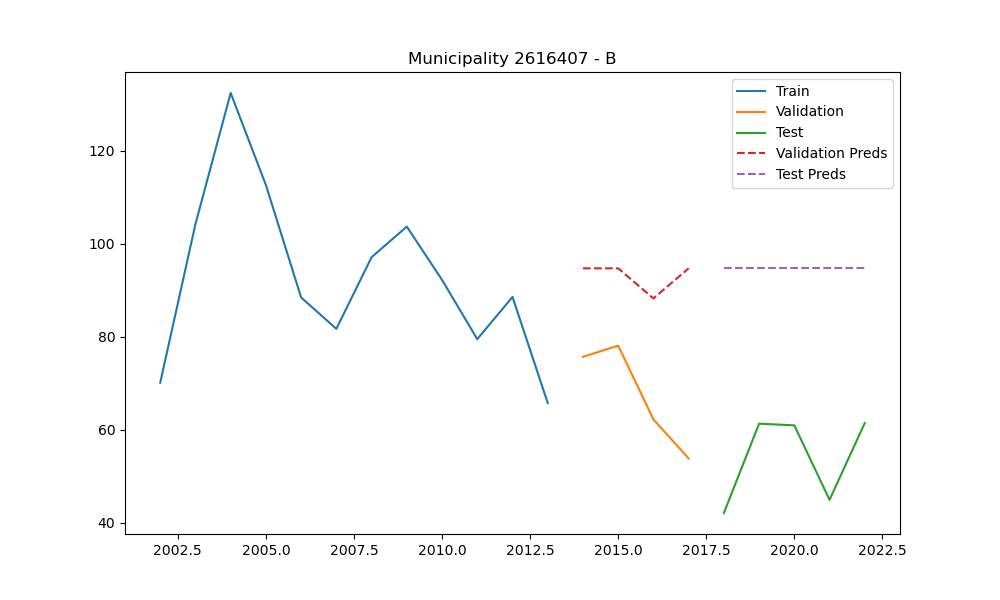 Municipality 2616407 - B
Train
Validation
Test
Validation Preds
Test Preds
120
100
80
60
40
2002.5 2005.0 2007.5 2010.0 2012.5 2015.0 2017.5 2020.0 2022.5